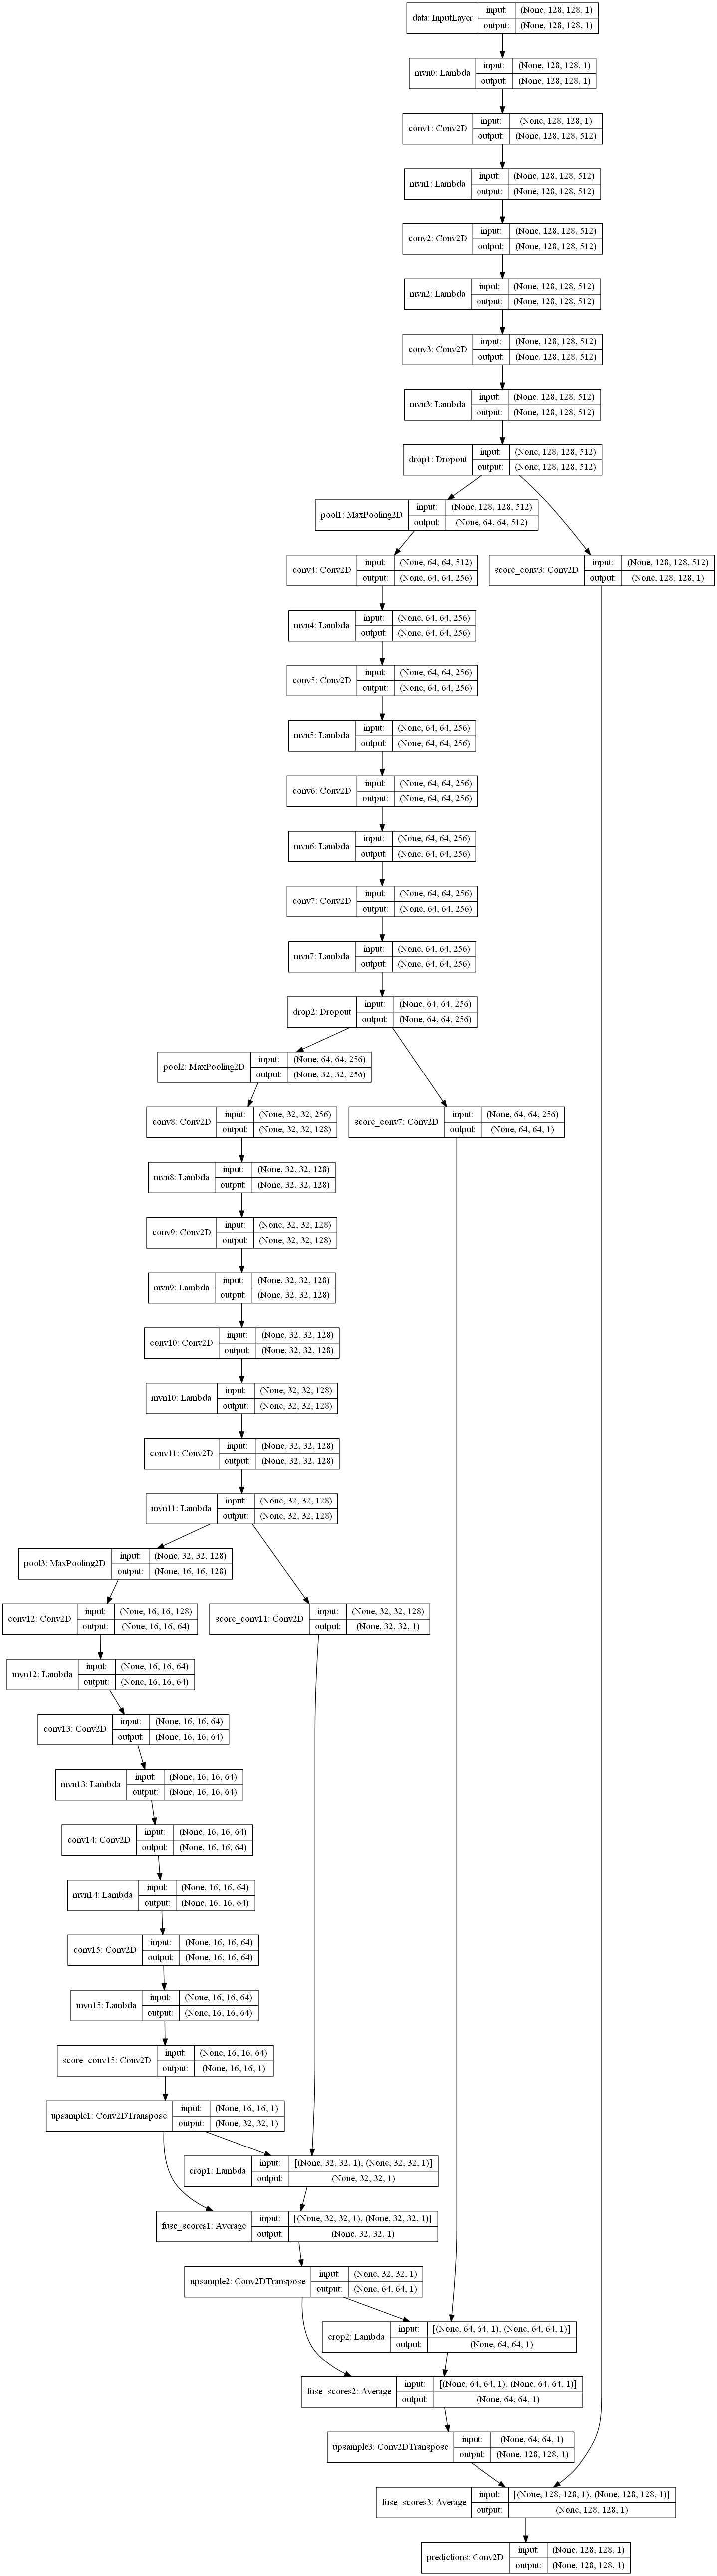 data: InputLayer
input: (None, 128, 128, 1)
output: (None, 128, 128, 1)
mvn0: Lambda
input: (None, 128, 128, 1)
output: (None, 128, 128, 1)
conv1: Conv2D
input: (None, 128, 128, 1)
output: (None, 128, 128, 512)
mvn1: Lambda
input: (None, 128, 128, 512)
output: (None, 128, 128, 512)
conv2: Conv2D
input: (None, 128, 128, 512)
output: (None, 128, 128, 512)
mvn2: Lambda
input: (None, 128, 128, 512)
output: (None, 128, 128, 512)
conv3: Conv2D
input: (None, 128, 128, 512)
output: (None, 128, 128, 512)
mvn3: Lambda
input: (None, 128, 128, 512)
output: (None, 128, 128, 512)
drop1: Dropout
input: (None, 128, 128, 512)
output: (None, 128, 128, 512)
pool1: MaxPooling2D
input: (None, 128, 128, 512)
output: (None, 64, 64, 512)
conv4: Conv2D
input: (None, 64, 64, 512)
output: (None, 64, 64, 256)
score_conv3: Conv2D
input: (None, 128, 128, 512)
output: (None, 128, 128, 1)
mvn4: Lambda
input: (None, 64, 64, 256)
output: (None, 64, 64, 256)
conv5: Conv2D
input: (None, 64, 64, 256)
output: (None, 64, 64, 256)
mvn5: Lambda
input: (None, 64, 64, 256)
output: (None, 64, 64, 256)
conv6: Conv2D
input: (None, 64, 64, 256)
output: (None, 64, 64, 256)
mvn6: Lambda
input: (None, 64, 64, 256)
output: (None, 64, 64, 256)
conv7: Conv2D
input: (None, 64, 64, 256)
output: (None, 64, 64, 256)
mvn7: Lambda
input: (None, 64, 64, 256)
output: (None, 64, 64, 256)
drop2: Dropout
input: (None, 64, 64, 256)
output: (None, 64, 64, 256)
pool2: MaxPooling2D
input: (None, 64, 64, 256)
output: (None, 32, 32, 256)
conv8: Conv2D
input: (None, 32, 32, 256)
output: (None, 32, 32, 128)
score_conv7: Conv2D
input: (None, 64, 64, 256)
output: (None, 64, 64, 1)
mvn8: Lambda
input: (None, 32, 32, 128)
output: (None, 32, 32, 128)
conv9: Conv2D
input: (None, 32, 32, 128)
output: (None, 32, 32, 128)
mvn9: Lambda
input: (None, 32, 32, 128)
output: (None, 32, 32, 128)
conv10: Conv2D
input: (None, 32, 32, 128)
output: (None, 32, 32, 128)
mvn10: Lambda
input: (None, 32, 32, 128)
output: (None, 32, 32, 128)
conv11: Conv2D
input: (None, 32, 32, 128)
output: (None, 32, 32, 128)
mvn11: Lambda
input: (None, 32, 32, 128)
output: (None, 32, 32, 128)
pool3: MaxPooling2D
input: (None, 32, 32, 128)
output: (None, 16, 16, 128)
conv12: Conv2D
input: (None, 16, 16, 128)
output: (None, 16, 16, 64)
score_conv11: Conv2D
input: (None, 32, 32, 128)
output: (None, 32, 32, 1)
mvn12: Lambda
input: (None, 16, 16, 64)
output: (None, 16, 16, 64)
conv13: Conv2D
input: (None, 16, 16, 64)
output: (None, 16, 16, 64)
mvn13: Lambda
input: (None, 16, 16, 64)
output: (None, 16, 16, 64)
conv14: Conv2D
input: (None, 16, 16, 64)
output: (None, 16, 16, 64)
mvn14: Lambda
input: (None, 16, 16, 64)
output: (None, 16, 16, 64)
conv15: Conv2D
input: (None, 16, 16, 64)
output: (None, 16, 16, 64)
mvn15: Lambda
input: (None, 16, 16, 64)
output: (None, 16, 16, 64)
score_conv15: Conv2D
input: (None, 16, 16, 64)
output: (None, 16, 16, 1)
upsample1: Conv2DTranspose
input: (None, 16, 16, 1)
output: (None, 32, 32, 1)
crop1: Lambda
input: [(None, 32, 32, 1), (None, 32, 32, 1)]
output: (None, 32, 32, 1)
fuse_scores1: Average
input: [(None, 32, 32, 1), (None, 32, 32, 1)]
output: (None, 32, 32, 1)
upsample2: Conv2DTranspose
input: (None, 32, 32, 1)
output: (None, 64, 64, 1)
crop2: Lambda
input: [(None, 64, 64, 1), (None, 64, 64, 1)]
output: (None, 64, 64, 1)
fuse_scores2: Average
input: [(None, 64, 64, 1), (None, 64, 64, 1)]
output: (None, 64, 64, 1)
upsample3: Conv2DTranspose
input: (None, 64, 64, 1)
output: (None, 128, 128, 1)
fuse_scores3: Average
input: [(None, 128, 128, 1), (None, 128, 128, 1)]
output: (None, 128, 128, 1)
predictions: Conv2D
input: (None, 128, 128, 1)
output: (None, 128, 128, 1)